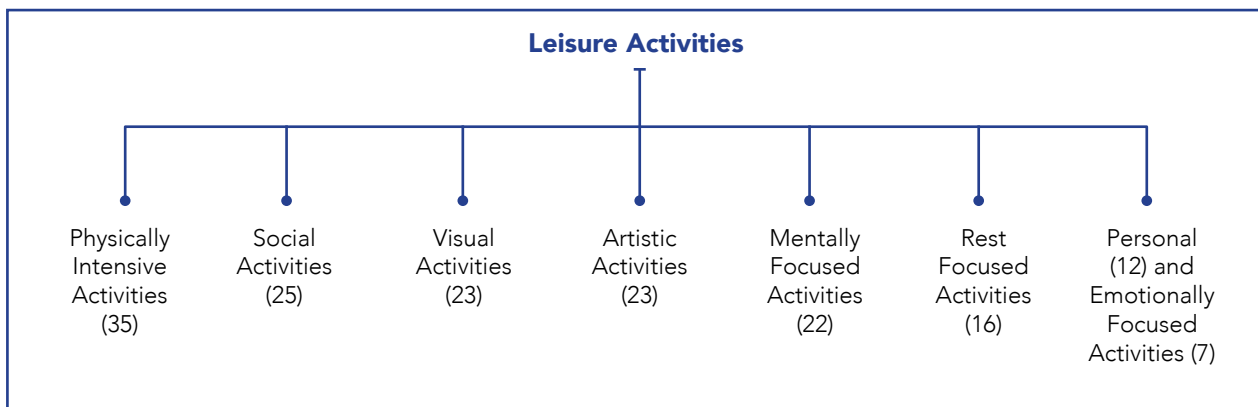 Leisure Activities
Physically
Intensive
Activities
(35)
Social
Activities
(25)
Visual
Activities
(23)
Artistic
Activities
(23)
Mentally
Focused
Activities
(22)
Rest
Focused
Activities
(16)
Personal
(12) and
Emotionally
Focused
Activities (7)